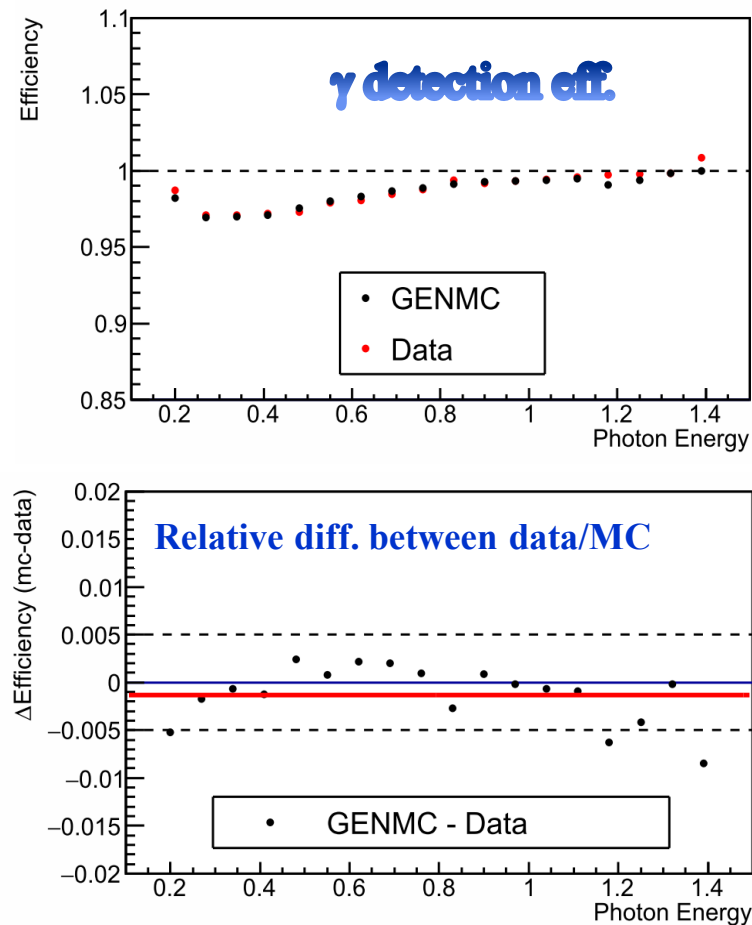 γ detection eff.
Efficiency
1.1
1.05
1
0.95
0.9
0.85
GENMC
Data
0.2 0.4 0.6 0.8 1 1.2 1.4
Photon Energy
Relative diff. between data/MC
ΔEfficiency (mc-data)
0.02
0.015
0.01
0.005
0
−0.005
−0.01
−0.015
−0.02
GENMC - Data
0.2 0.4 0.6 0.8 1 1.2 1.4
Photon Energy